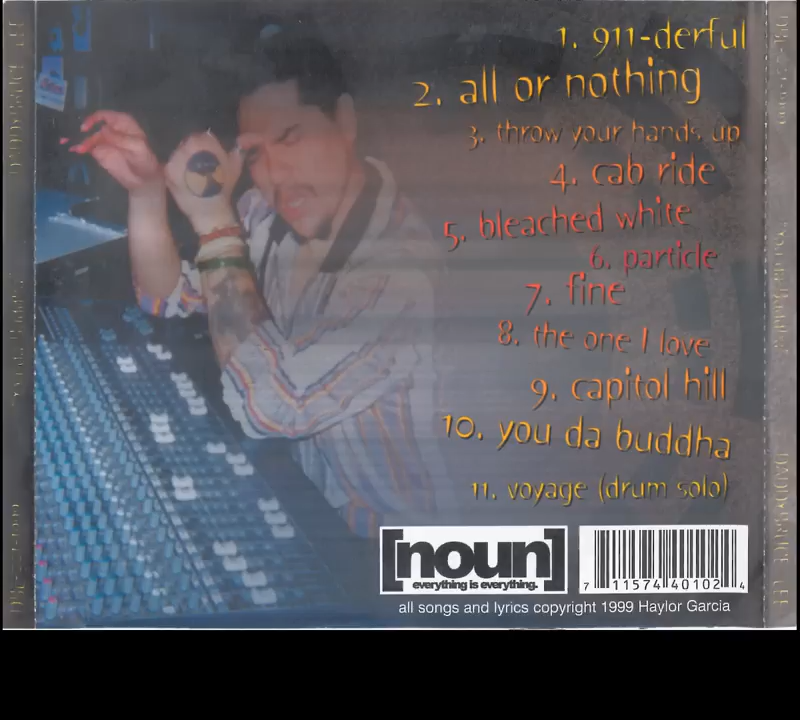 1. 911-derful
2. all or nothing
3. throw your hands up
4. cab ride
5. bleached white
6. particle
7. fine
8. the one I love
9. capitol hill
10. you da buddha
11. voyage (drum solo)
[noun]
everything is everything.
7 11574 40102 4
all songs and lyrics copyright 1999 Haylor Garcia